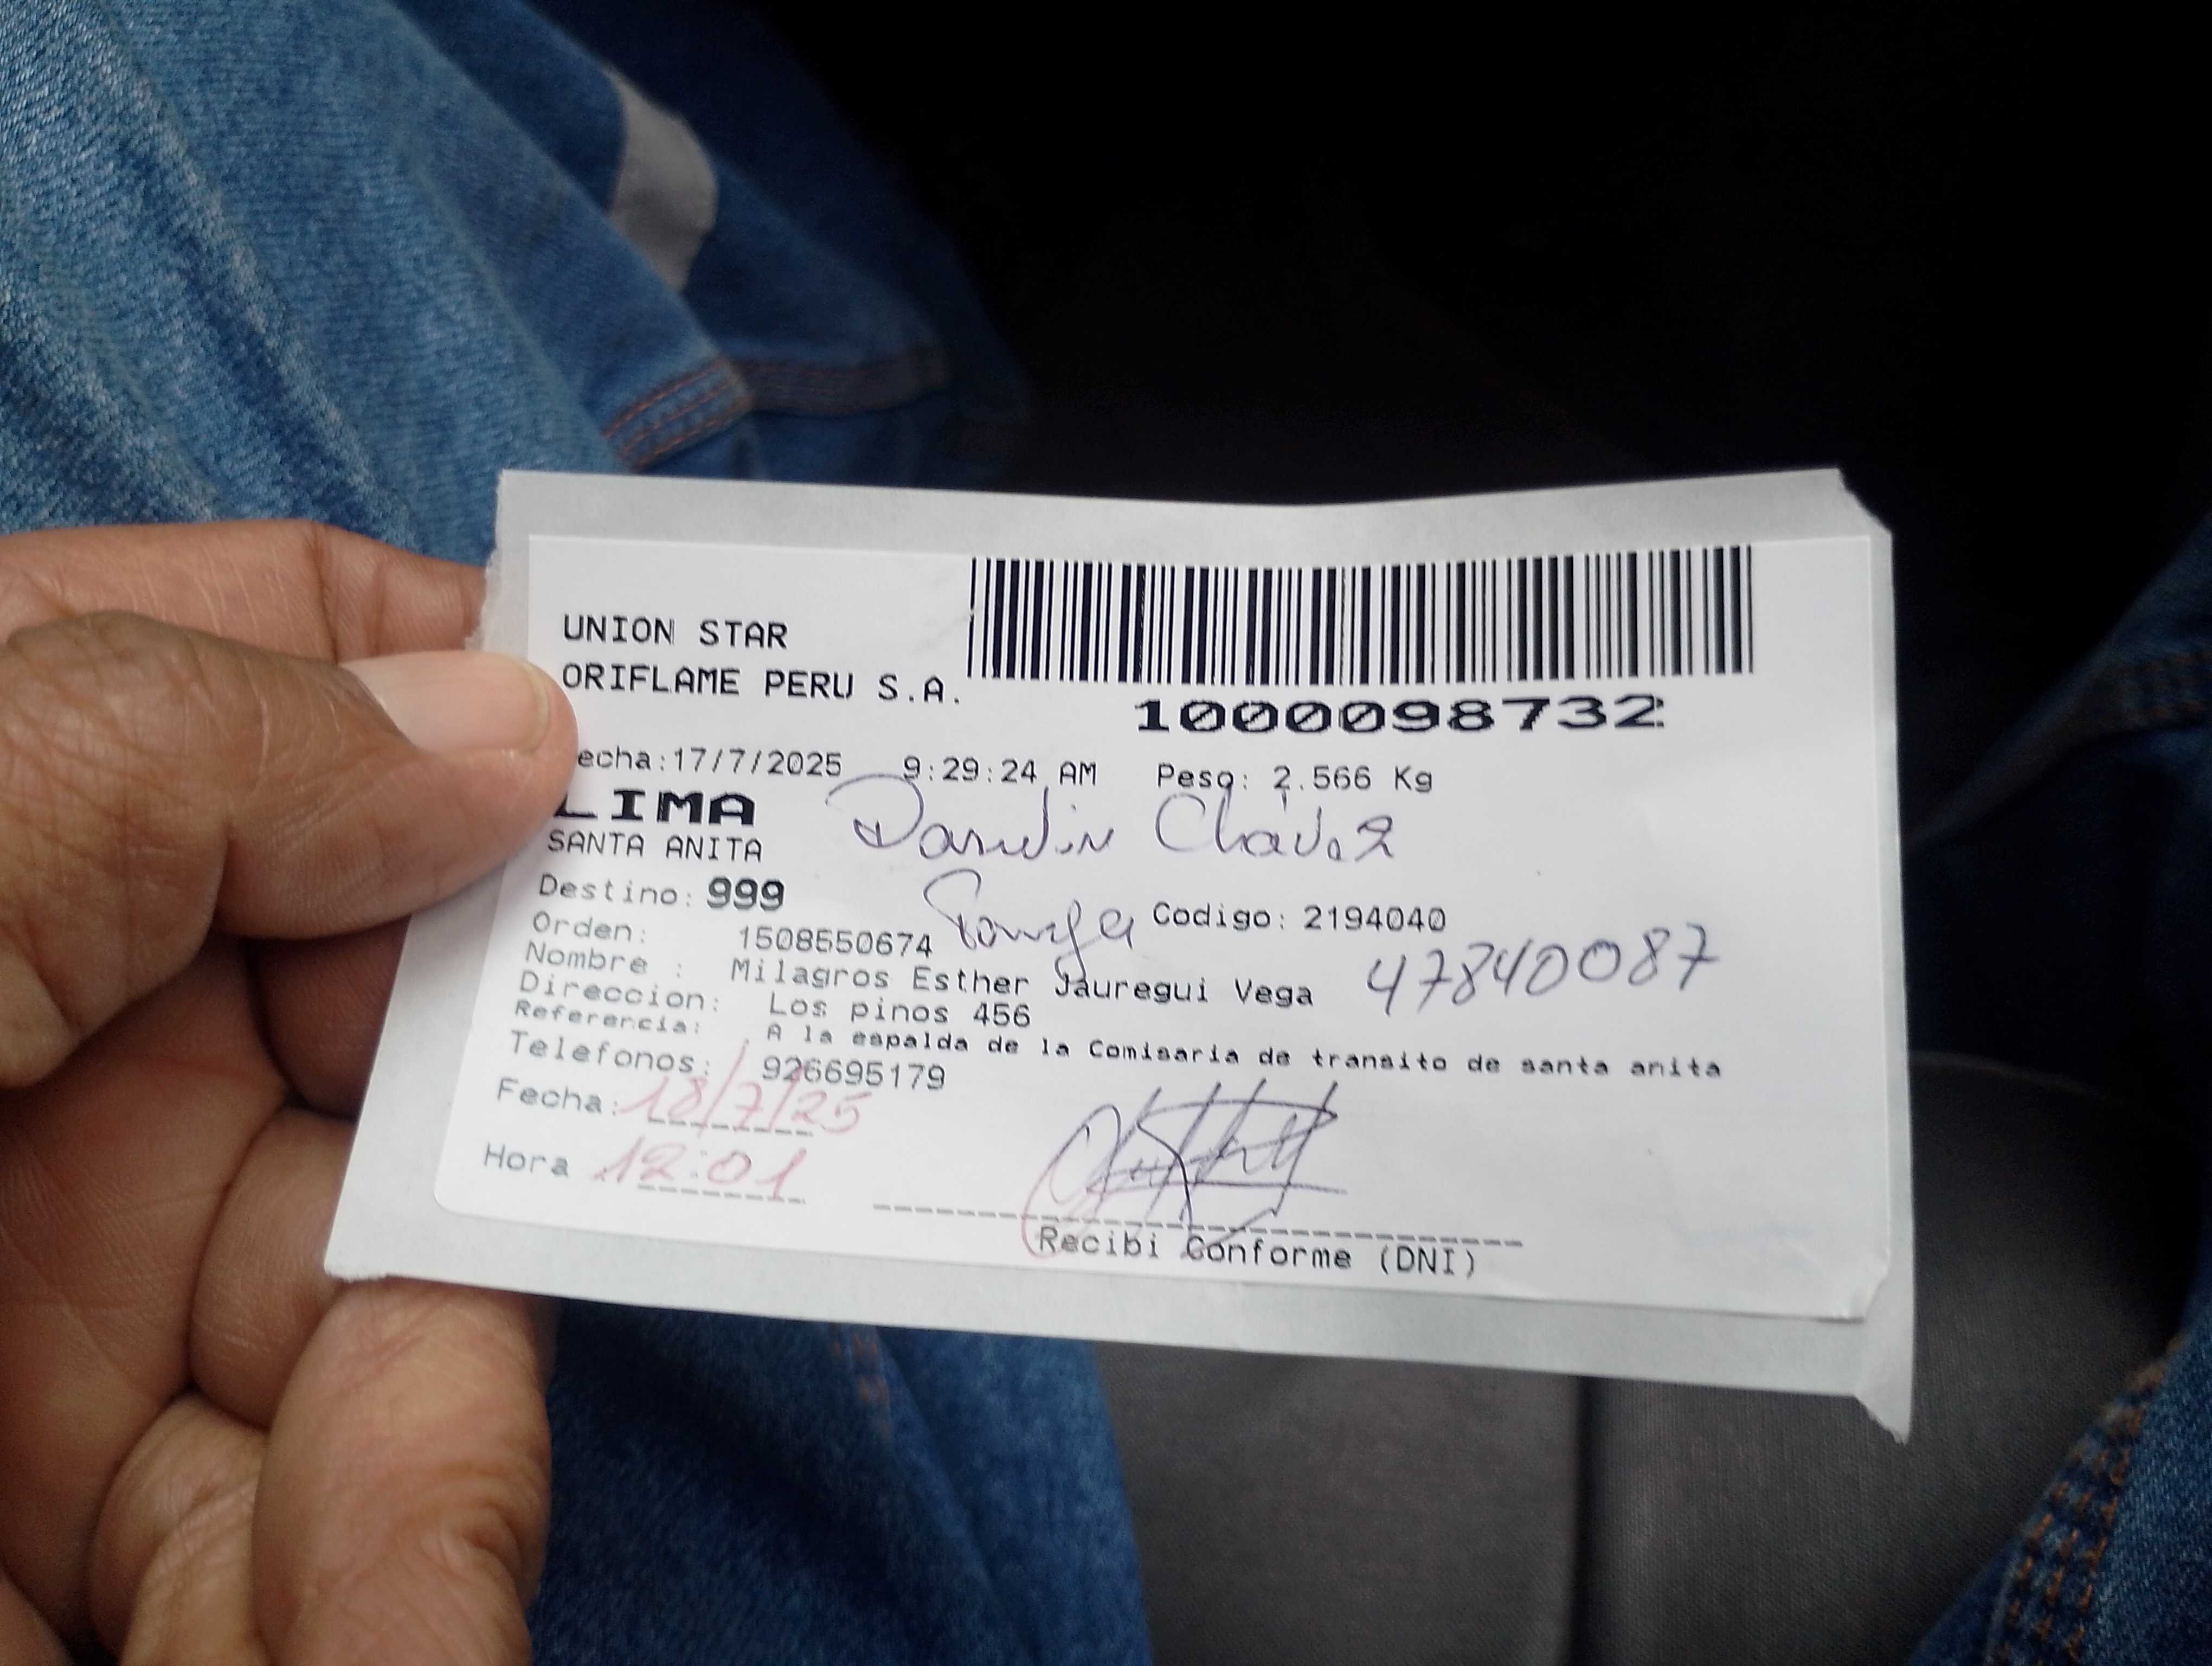 UNION STAR
ORIFLAME PERU S.A.
1000098732
echa:17/7/2025 9:29:24 AM Peso: 2.566 Kg
LIMA
SANTA ANITA
Darwin Chávez
Destino: 999
Codigo: 2194040
Orden: 1508550674
47840087
Nombre : Milagros Esther Jauregui Vega
Direccion: Los pinos 456
Referencia: . A la espalda de la Comisaria de transito de santa anita
Telefonos: 926695179
Fecha: 18/7/25
Hora 12:01
Recibi Conforme (DNI)